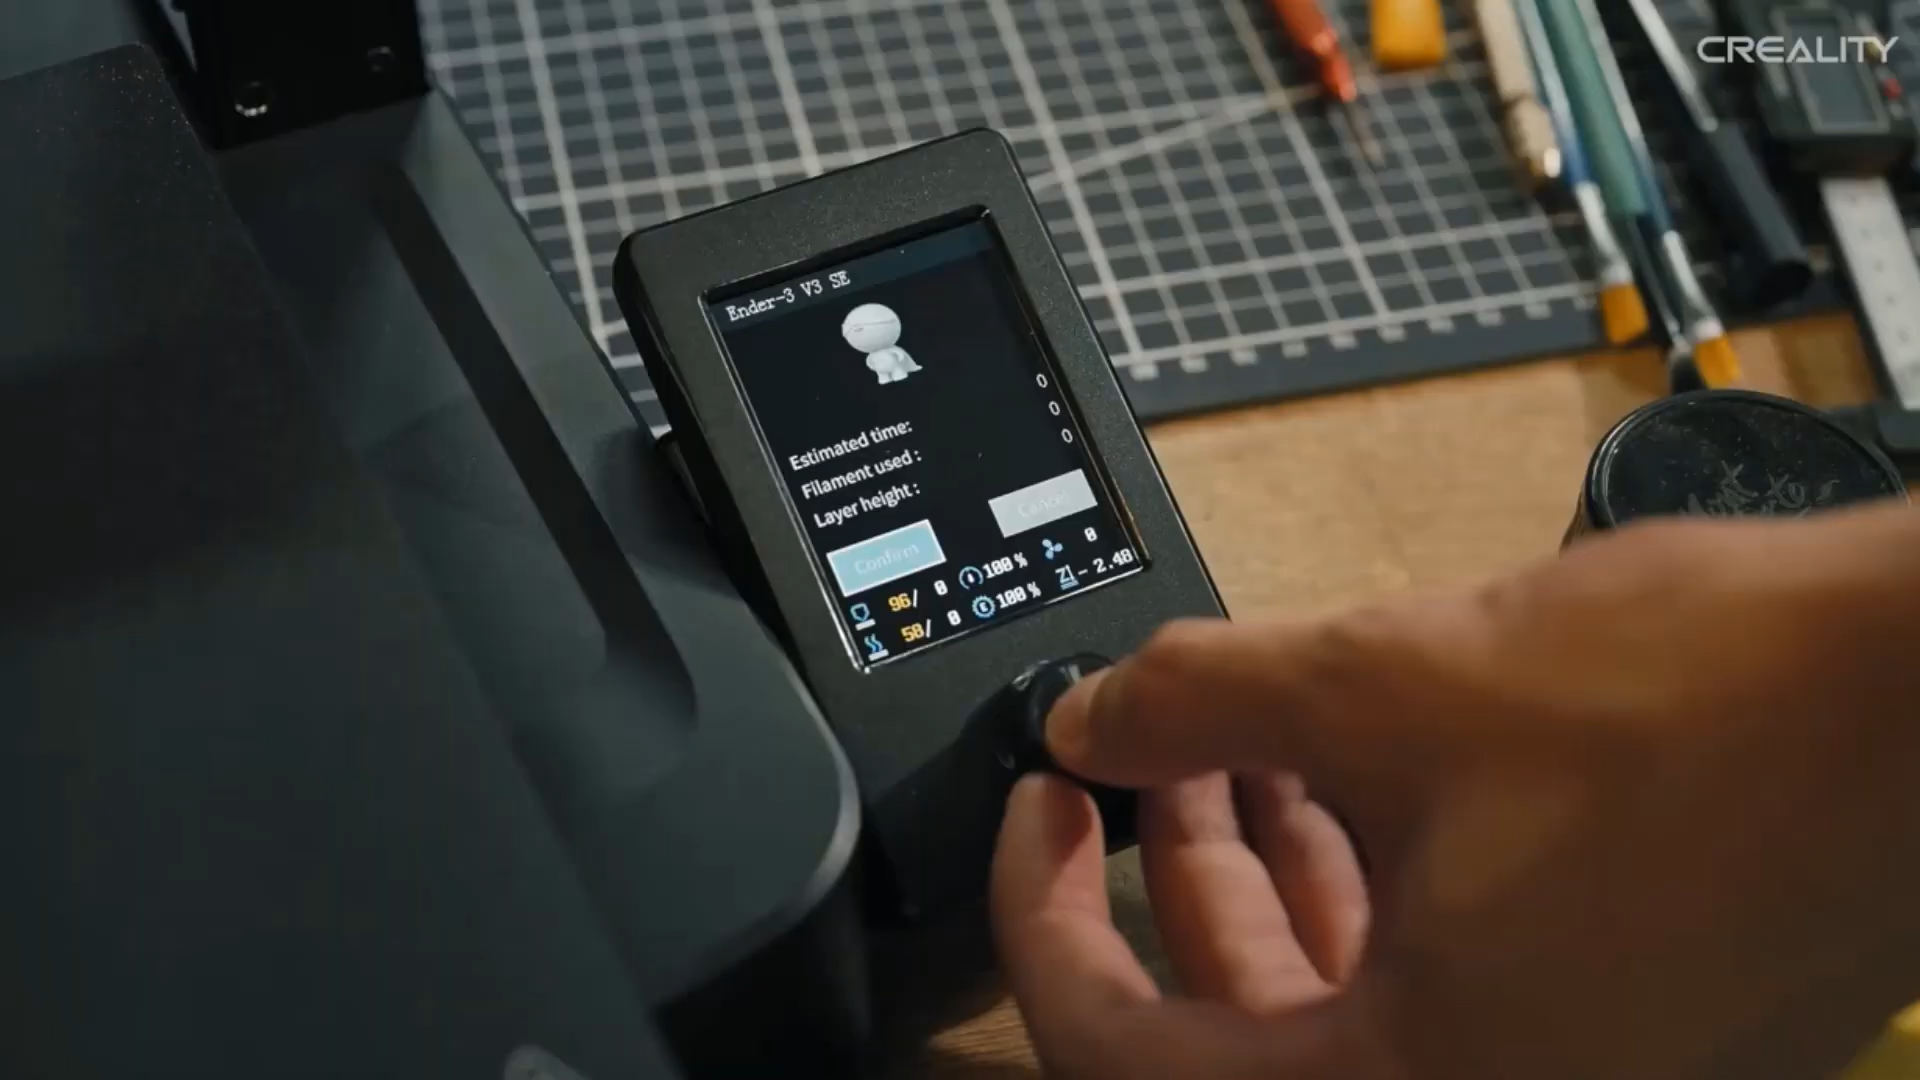 CREALITY
Ender-3 V3 SE
0
0
0
Estimated time:
Filament used :
Layer height :
Confirm
Cancel
96/ 0
100 %
0
58/ 0
100 %
- 2.48